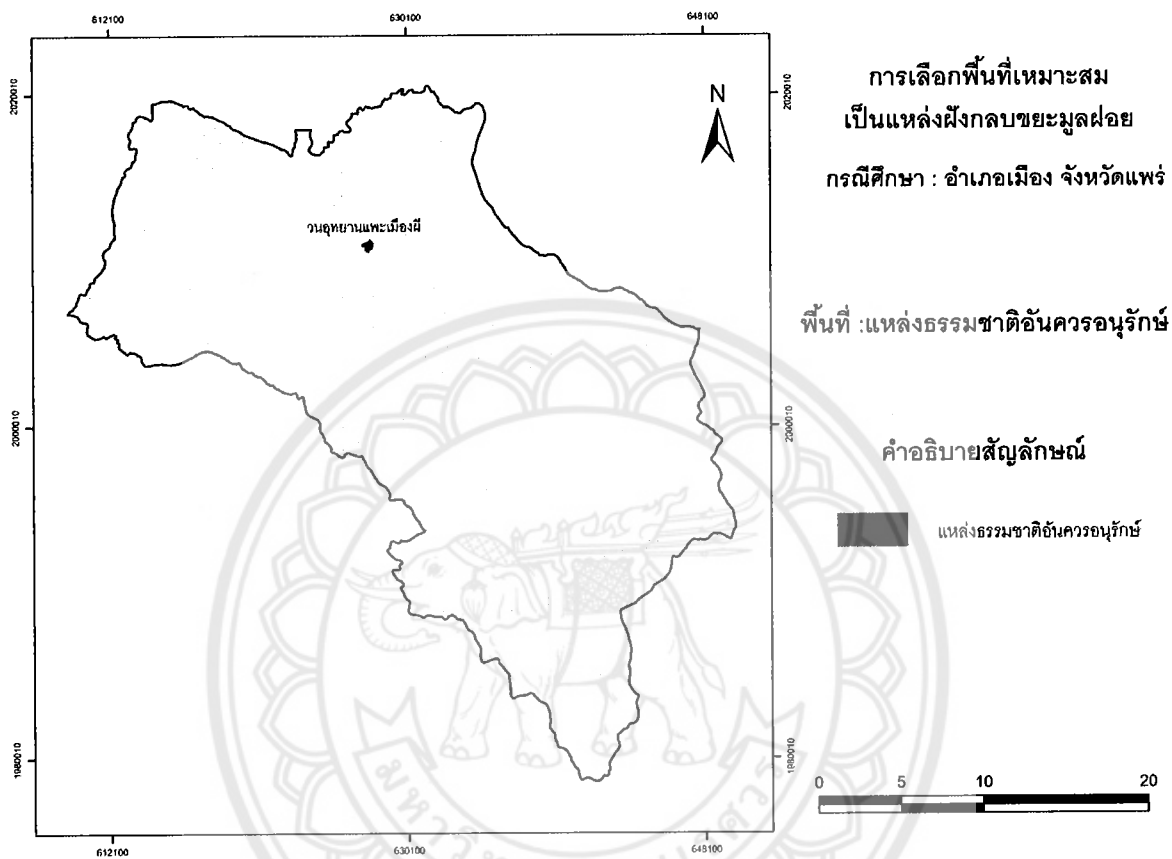 612100
630100
648100
2020010
2020010
การเลือกพื้นที่เหมาะสม
เป็นแหล่งฝังกลบขยะมูลฝอย
กรณีศึกษา : อำเภอเมือง จังหวัดแพร่
N
วนอุทยานแพะเมืองผี
พื้นที่ :แหล่งธรรมชาติอันควรอนุรักษ์
2000010
2000010
คำอธิบายสัญลักษณ์
แหล่งธรรมชาติอันควรอนุรักษ์
1980010
1980010
0 5 10 20
612100
630100
648100